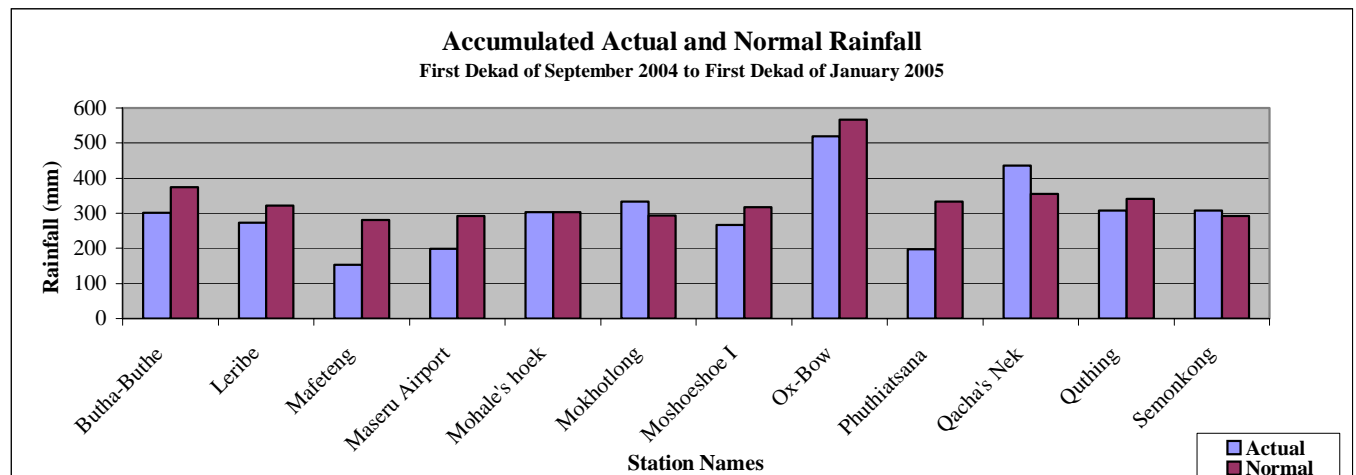 Accumulated Actual and Normal Rainfall
First Dekad of September 2004 to First Dekad of January 2005
Rainfall (mm)
600
500
400
300
200
100
0
Butha-Buthe
Leribe
Mafeteng
Maseru Airport
Mohale's hoek
Mokhotlong
Moshoeshoe I
Ox-Bow
Phuthiatsana
Qacha's Nek
Quthing
Semonkong
Station Names
Actual
Normal